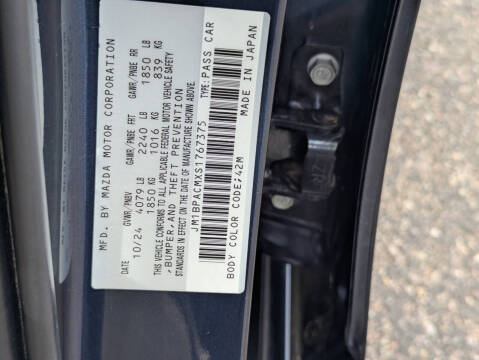 MFD. BY MAZDA MOTOR CORPORATION
DATE GVWR/PNBV GAWR/PNBE FRT GAWR/PNBE RR
10/24 4079 LB 2240 LB 1850 LB
1850 KG 1016 KG 839 KG
THIS VEHICLE CONFORMS TO ALL APPLICABLE FEDERAL MOTOR VEHICLE SAFETY
,BUMPER,AND THEFT PREVENTION
STANDARDS IN EFFECT ON THE DATE OF MANUFACTURE SHOWN ABOVE.
JM1BPACMXS1767375 TYPE:PASS CAR
BODY COLOR CODE;42M MADE IN JAPAN